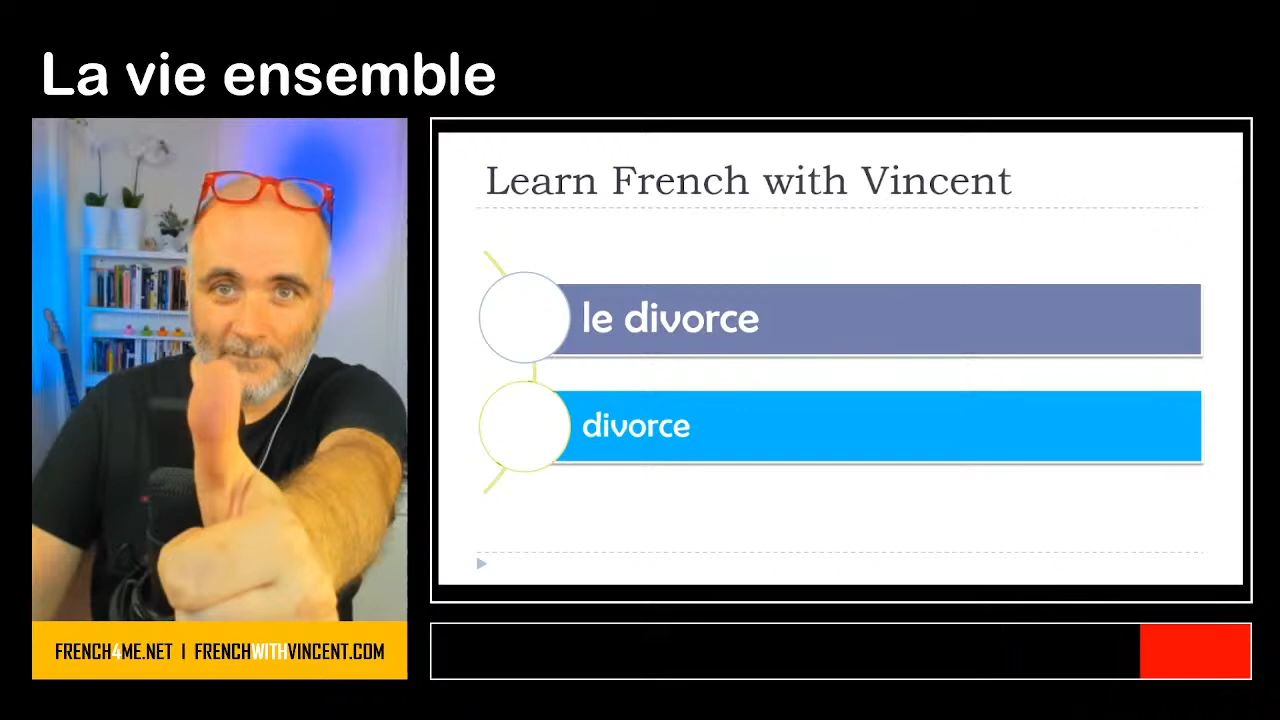 La vie ensemble
Learn French with Vincent
le divorce
divorce
FRENCH4ME.NET | FRENCHWITHVINCENT.COM